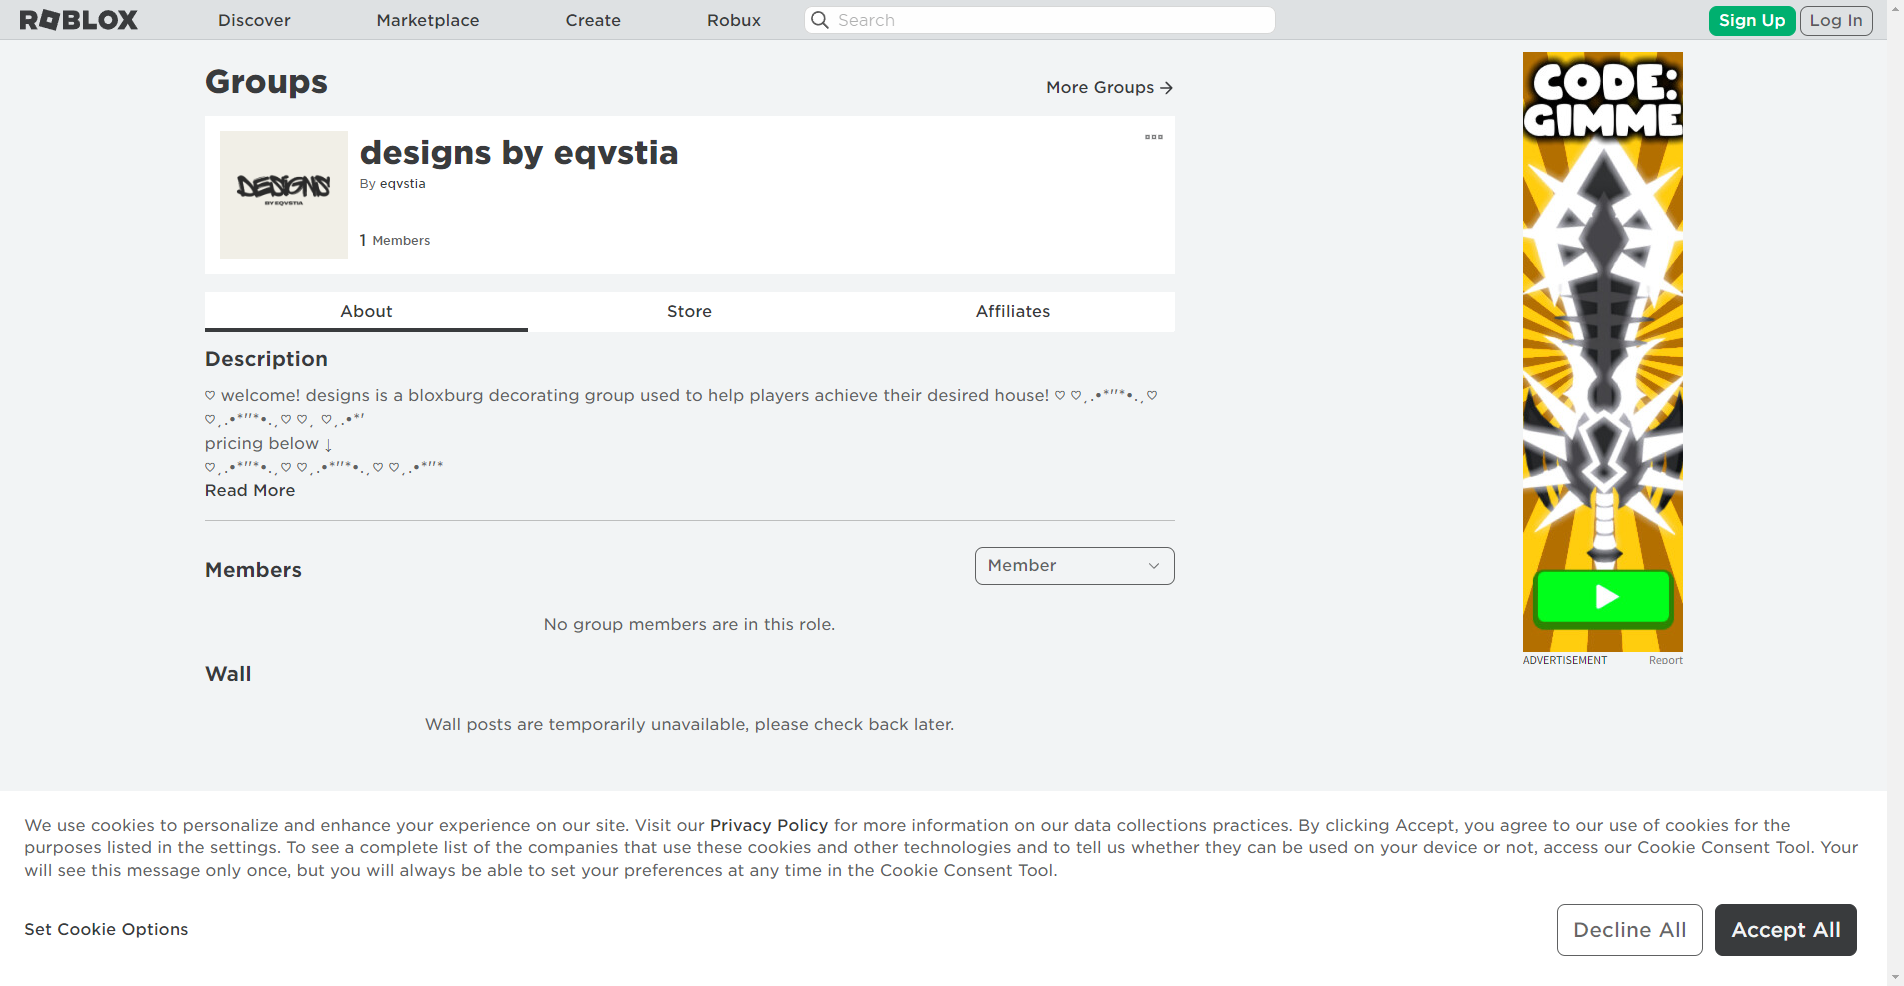 ROBLOX
Discover
Marketplace
Create
Robux
Search
Sign Up
Log In
Groups
More Groups →
DESIGNS
BY EQVSTIA
designs by eqvstia
By eqvstia
1 Members
About
Store
Affiliates
Description
♡ welcome! designs is a bloxburg decorating group used to help players achieve their desired house! ♡ ♡¸.•*"*•.¸♡
♡¸.•*"*•.¸♡ ♡¸ ♡¸.•*'
pricing below ↓
♡¸.•*"*•.¸♡ ♡¸.•*"*•.¸♡ ♡¸.•*"*
Read More
Members
Member
No group members are in this role.
Wall
Wall posts are temporarily unavailable, please check back later.
CODE:
GIMME
ADVERTISEMENT
Report
We use cookies to personalize and enhance your experience on our site. Visit our Privacy Policy for more information on our data collections practices. By clicking Accept, you agree to our use of cookies for the
purposes listed in the settings. To see a complete list of the companies that use these cookies and other technologies and to tell us whether they can be used on your device or not, access our Cookie Consent Tool. Your
will see this message only once, but you will always be able to set your preferences at any time in the Cookie Consent Tool.
Set Cookie Options
Decline All
Accept All